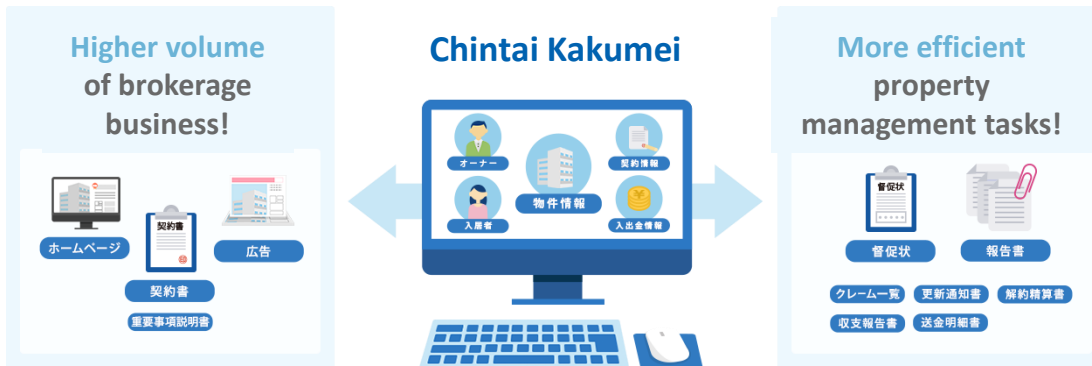 Higher volume
of brokerage
business!
ホームページ
契約書
広告
契約書
重要事項説明書
Chintai Kakumei
オーナー
契約情報
物件情報
入居者
入出金情報
More efficient
property
management tasks!
督促状
督促状
報告書
クレーム一覧
更新通知書
解約精算書
収支報告書
送金明細書